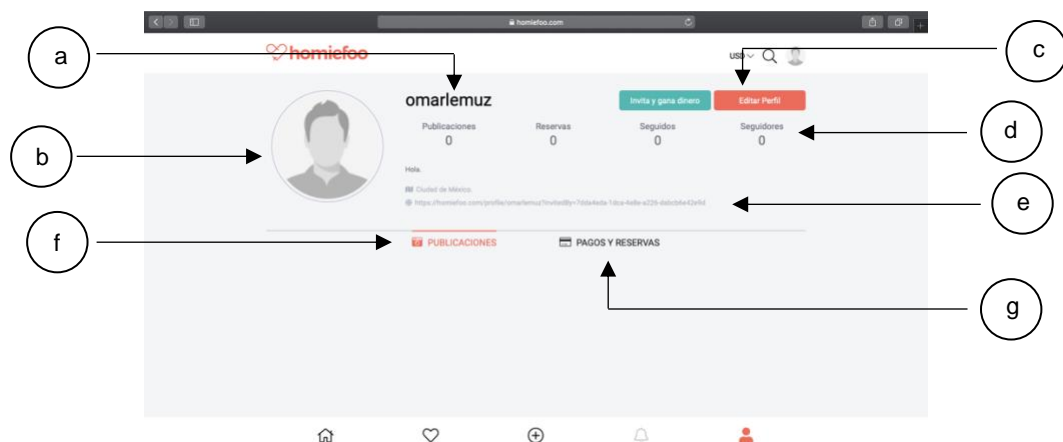 homiefoo.com
a
homiefoo
USD
c
omarlemuz
Invita y gana dinero
Editar Perfil
Publicaciones
Reservas
Seguidos
Seguidores
d
0
0
0
0
b
Hola.
Ciudad de México,
e
f
PUBLICACIONES
PAGOS Y RESERVAS
g